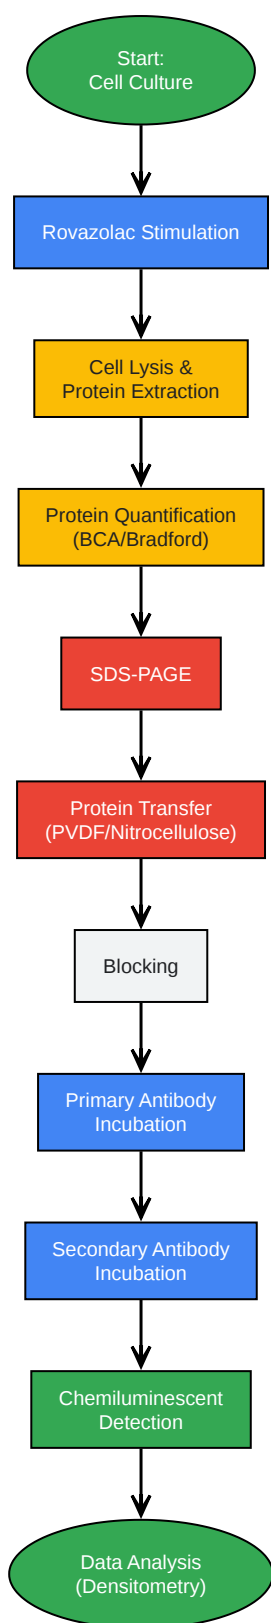 Start:
Cell Culture
Rovazolac Stimulation
Cell Lysis &
Protein Extraction
Protein Quantification
(BCA/Bradford)
SDS-PAGE
Protein Transfer
(PVDF/Nitrocellulose)
Blocking
Primary Antibody
Incubation
Secondary Antibody
Incubation
Chemiluminescent
Detection
Data Analysis
(Densitometry)